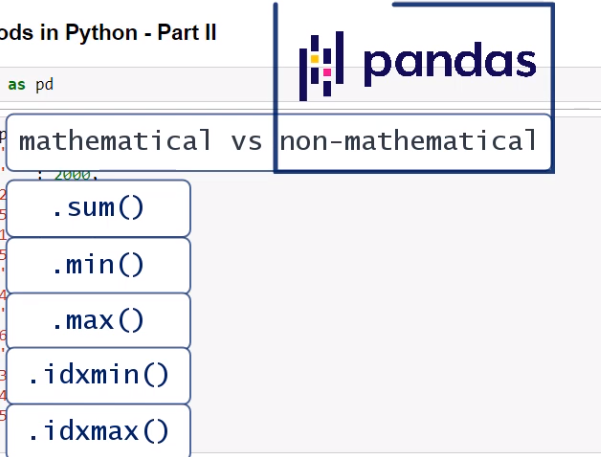 ods in Python - Part II
pandas
as pd
mathematical vs non-mathematical
: 2000,
.sum()
.min()
.max()
.idxmin()
.idxmax()